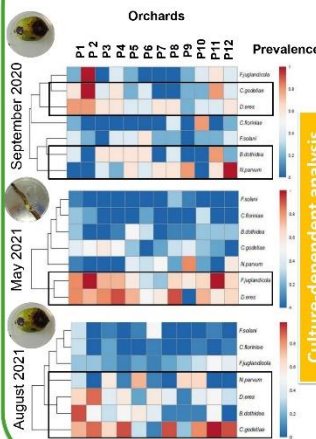 Orchards
P1 P 2 P3 P4 P5 P6 P7 P8 P9 P10 P11 P12
Prevalence
September 2020
F.juglandicola
C.godetiae
D.eres
C.fioriniae
F.solani
B.dothidea
N.parvum
May 2021
F.solani
C.fioriniae
B.dothidea
C.godetiae
N.parvum
F.juglandicola
D.eres
August 2021
F.solani
C.fioriniae
F.juglandicola
N.parvum
D.eres
B.dothidea
C.godetiae
Culture-dependent analysis